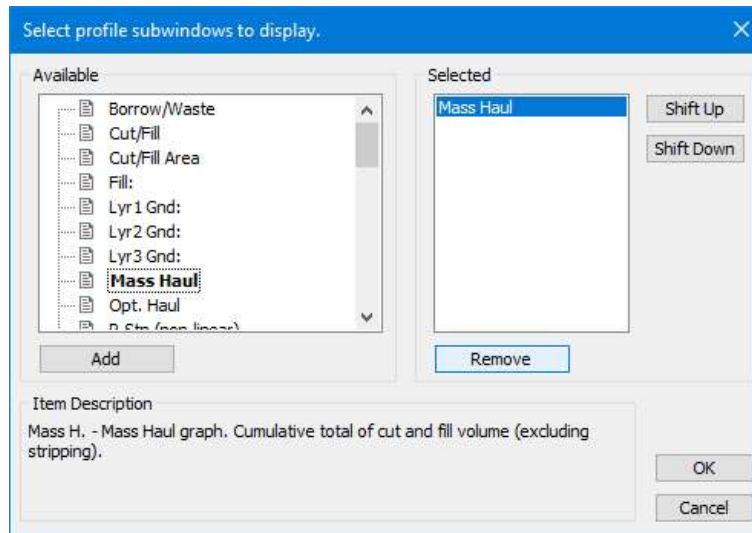 Select profile subwindows to display.
Available
Borrow/Waste
Cut/Fill
Cut/Fill Area
Fill:
Lyr1 Gnd:
Lyr2 Gnd:
Lyr3 Gnd:
Mass Haul
Opt. Haul
Add
Selected
Mass Haul
Remove
Shift Up
Shift Down
Item Description
Mass H. - Mass Haul graph. Cumulative total of cut and fill volume (excluding
stripping).
OK
Cancel